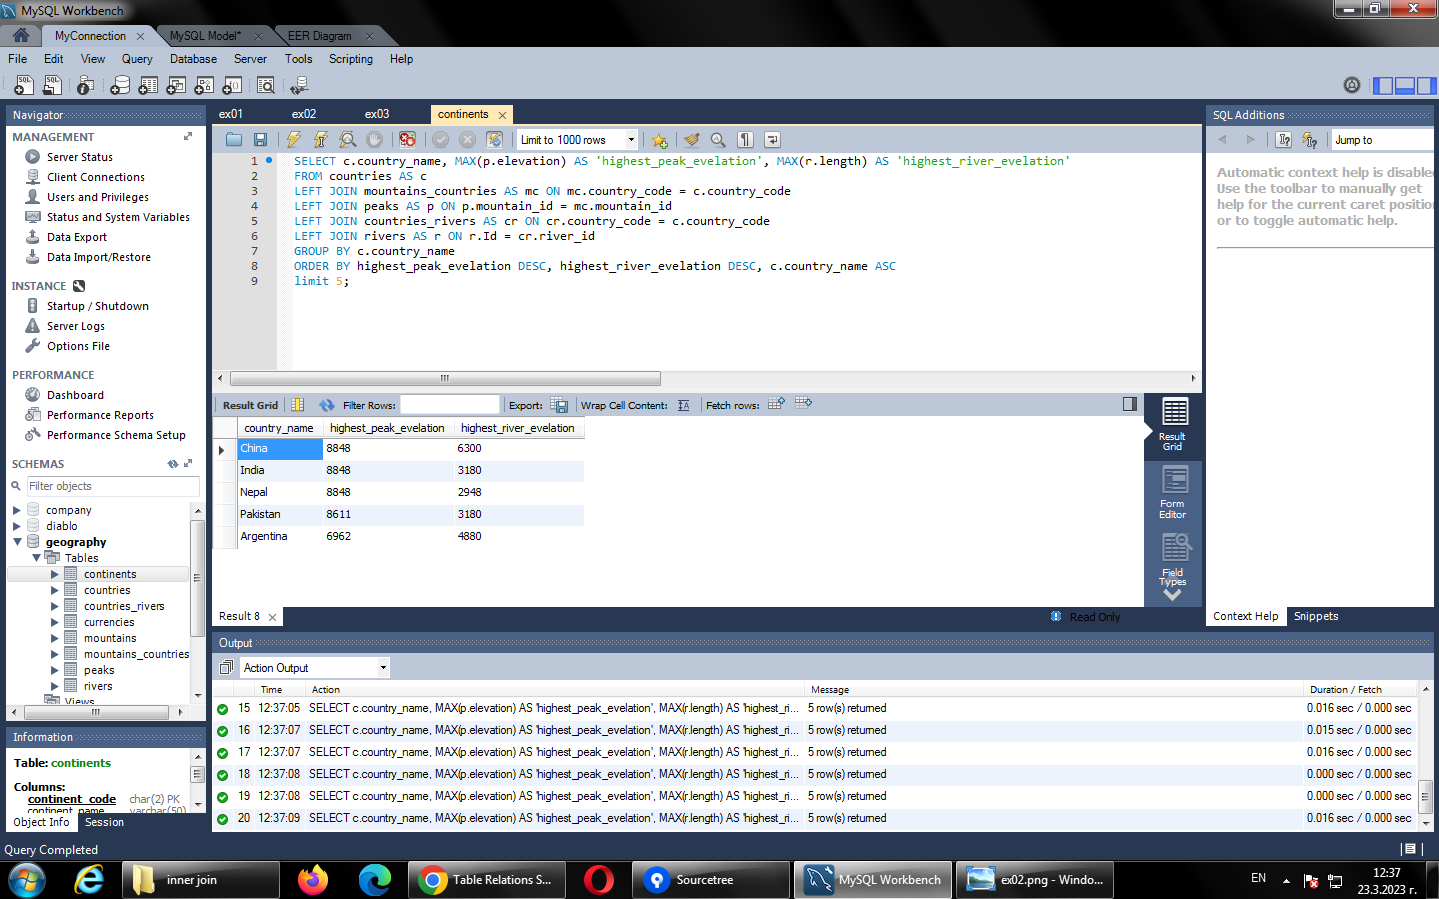 MySQL Workbench
MyConnection
MySQL Model*
EER Diagram
File Edit View Query Database Server Tools Scripting Help
Navigator
MANAGEMENT
Server Status
Client Connections
Users and Privileges
Status and System Variables
Data Export
Data Import/Restore
INSTANCE
Startup / Shutdown
Server Logs
Options File
PERFORMANCE
Dashboard
Performance Reports
Performance Schema Setup
SCHEMAS
Filter objects
company
diablo
geography
Tables
continents
countries
countries_rivers
currencies
mountains
mountains_countries
peaks
rivers
Views
Information
Table: continents
Columns:
continent_code char(2) PK
continent_name varchar(50)
Object Info Session
ex01 ex02 ex03 continents
Limit to 1000 rows
1 SELECT c.country_name, MAX(p.elevation) AS 'highest_peak_evelation', MAX(r.length) AS 'highest_river_evelation'
2 FROM countries AS c
3 LEFT JOIN mountains_countries AS mc ON mc.country_code = c.country_code
4 LEFT JOIN peaks AS p ON p.mountain_id = mc.mountain_id
5 LEFT JOIN countries_rivers AS cr ON cr.country_code = c.country_code
6 LEFT JOIN rivers AS r ON r.Id = cr.river_id
7 GROUP BY c.country_name
8 ORDER BY highest_peak_evelation DESC, highest_river_evelation DESC, c.country_name ASC
9 limit 5;
Result Grid Filter Rows: Export: Wrap Cell Content: Fetch rows:
country_name highest_peak_evelation highest_river_evelation
China 8848 6300
India 8848 3180
Nepal 8848 2948
Pakistan 8611 3180
Argentina 6962 4880
Result Grid
Form Editor
Field Types
Result 8
Read Only
SQL Additions
Jump to
Automatic context help is disabled
Use the toolbar to manually get
help for the current caret position
or to toggle automatic help.
Context Help Snippets
Output
Action Output
Time Action Message Duration / Fetch
15 12:37:05 SELECT c.country_name, MAX(p.elevation) AS 'highest_peak_evelation', MAX(r.length) AS 'highest_ri... 5 row(s) returned 0.016 sec / 0.000 sec
16 12:37:07 SELECT c.country_name, MAX(p.elevation) AS 'highest_peak_evelation', MAX(r.length) AS 'highest_ri... 5 row(s) returned 0.015 sec / 0.000 sec
17 12:37:07 SELECT c.country_name, MAX(p.elevation) AS 'highest_peak_evelation', MAX(r.length) AS 'highest_ri... 5 row(s) returned 0.016 sec / 0.000 sec
18 12:37:08 SELECT c.country_name, MAX(p.elevation) AS 'highest_peak_evelation', MAX(r.length) AS 'highest_ri... 5 row(s) returned 0.000 sec / 0.000 sec
19 12:37:08 SELECT c.country_name, MAX(p.elevation) AS 'highest_peak_evelation', MAX(r.length) AS 'highest_ri... 5 row(s) returned 0.000 sec / 0.000 sec
20 12:37:09 SELECT c.country_name, MAX(p.elevation) AS 'highest_peak_evelation', MAX(r.length) AS 'highest_ri... 5 row(s) returned 0.016 sec / 0.000 sec
Query Completed
inner join
Table Relations S...
Sourcetree
MySQL Workbench
ex02.png - Windo...
EN
12:37
23.3.2023 г.